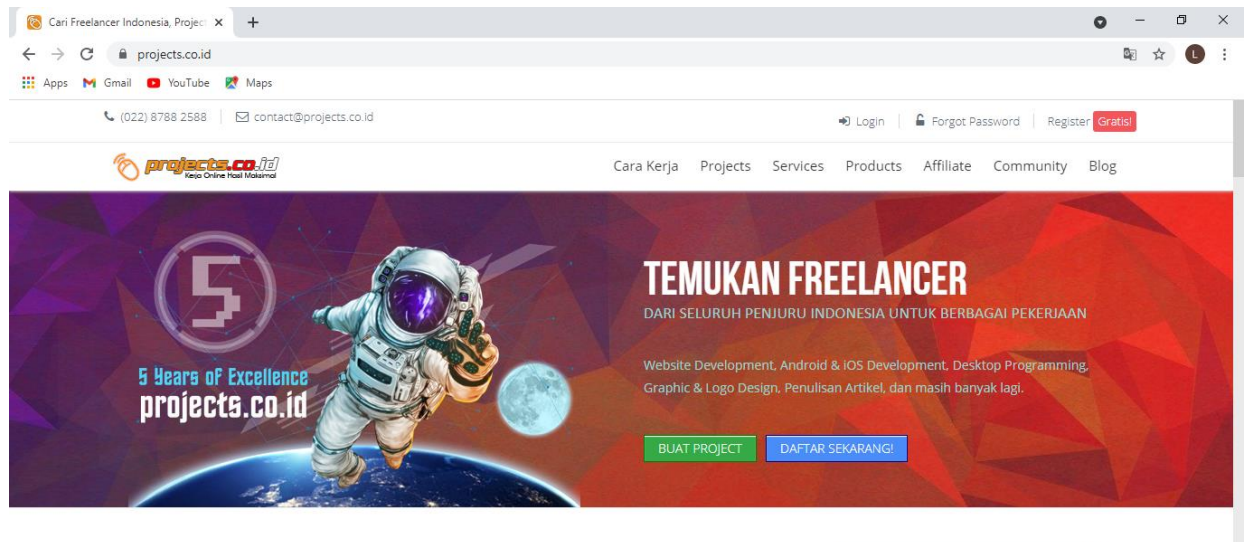 Cari Freelancer Indonesia, Projec
projects.co.id
Apps Gmail YouTube Maps
(022) 8788 2588 contact@projects.co.id Login Forgot Password Register Gratis!
projects.co.id
Kerja Online Hasil Maksimal
Cara Kerja Projects Services Products Affiliate Community Blog
5
5 Years of Excellence
projects.co.id
TEMUKAN FREELANCER
DARI SELURUH PENJURU INDONESIA UNTUK BERBAGAI PEKERJAAN
Website Development, Android & iOS Development, Desktop Programming,
Graphic & Logo Design, Penulisan Artikel, dan masih banyak lagi.
BUAT PROJECT DAFTAR SEKARANG!
L